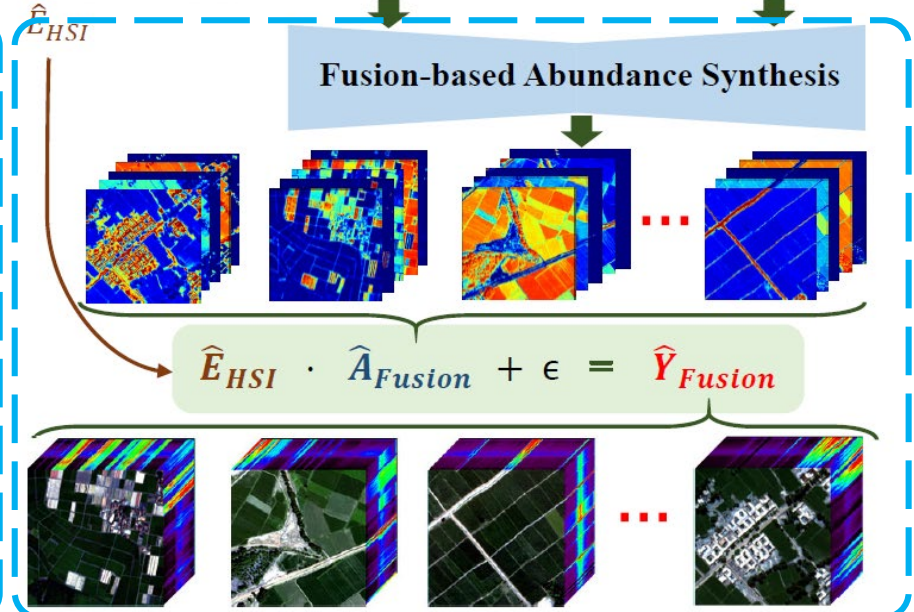 Ê_HSI
Fusion-based Abundance Synthesis
...
Ê_HSI · Â_Fusion + ϵ = Ŷ_Fusion
...